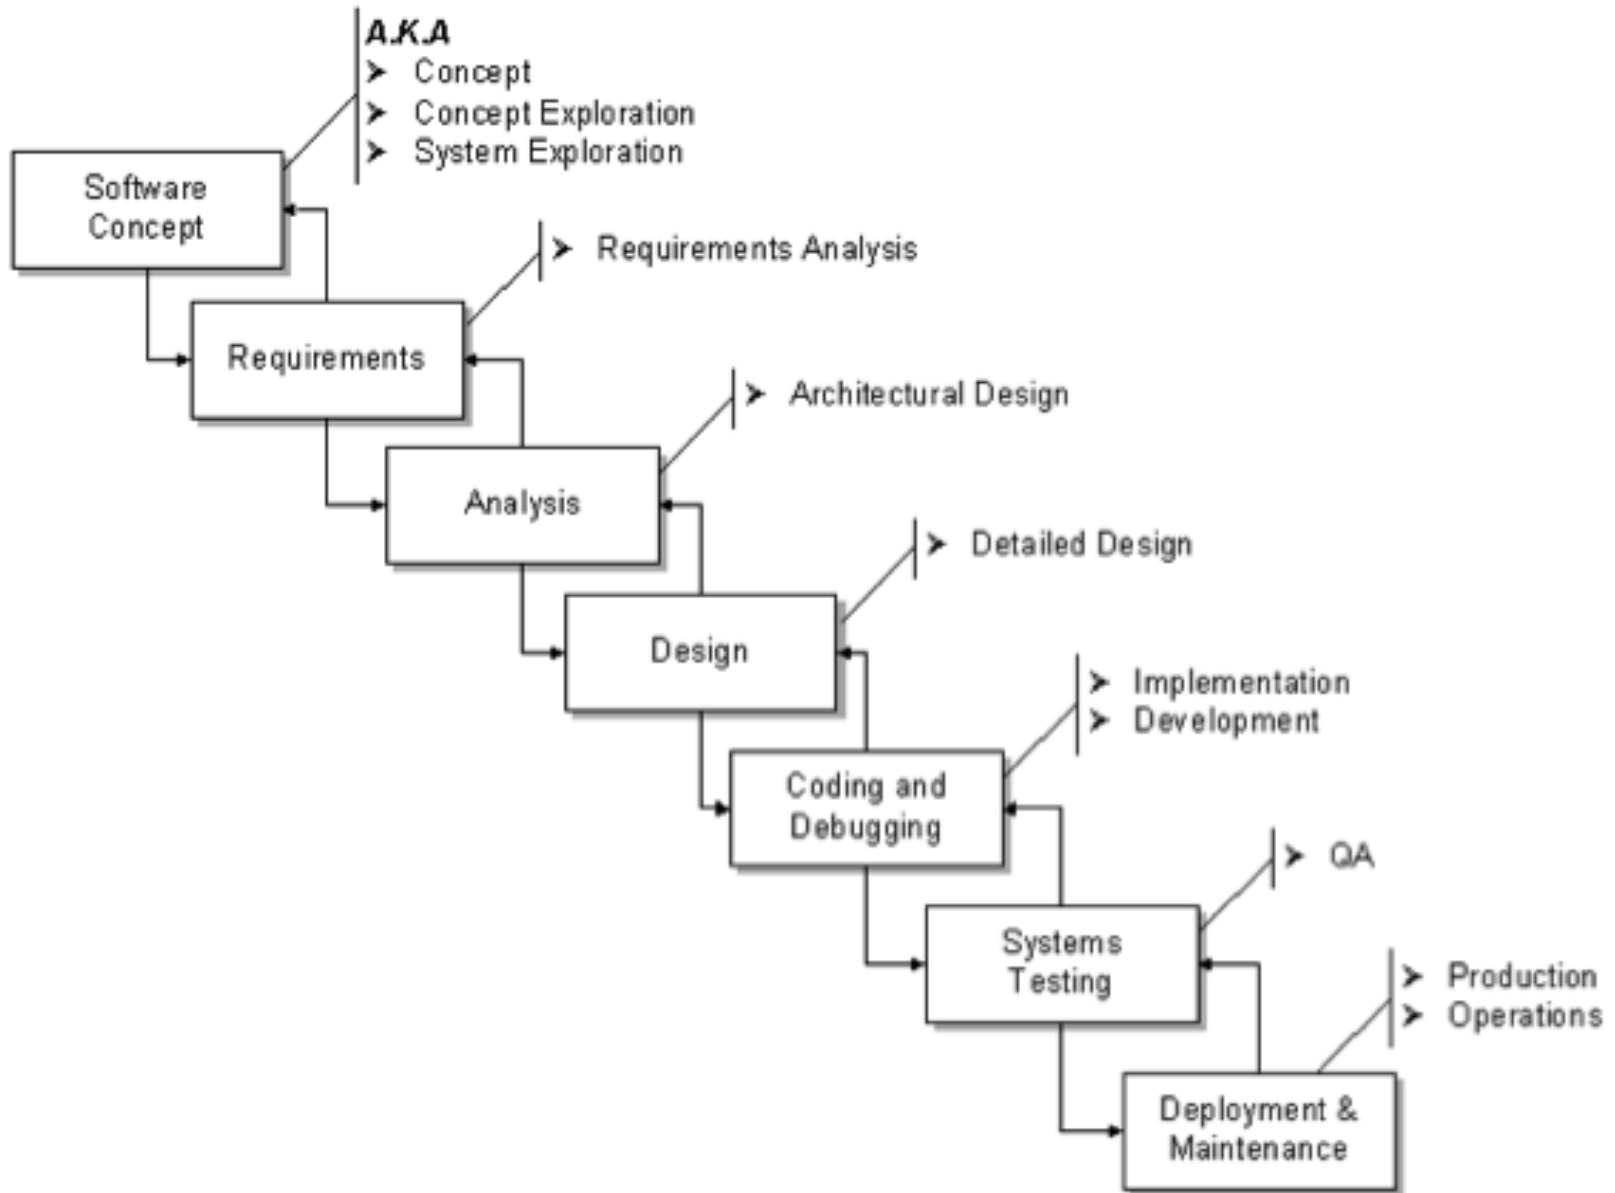 A.K.A
➤ Concept
➤ Concept Exploration
➤ System Exploration
Software
Concept
➤ Requirements Analysis
Requirements
➤ Architectural Design
Analysis
➤ Detailed Design
Design
➤ Implementation
➤ Development
Coding and
Debugging
➤ QA
Systems
Testing
➤ Production
➤ Operations
Deployment &
Maintenance